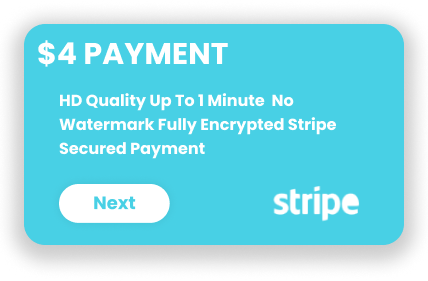 $4 PAYMENT
HD Quality Up To 1 Minute No
Watermark Fully Encrypted Stripe
Secured Payment
Next
stripe